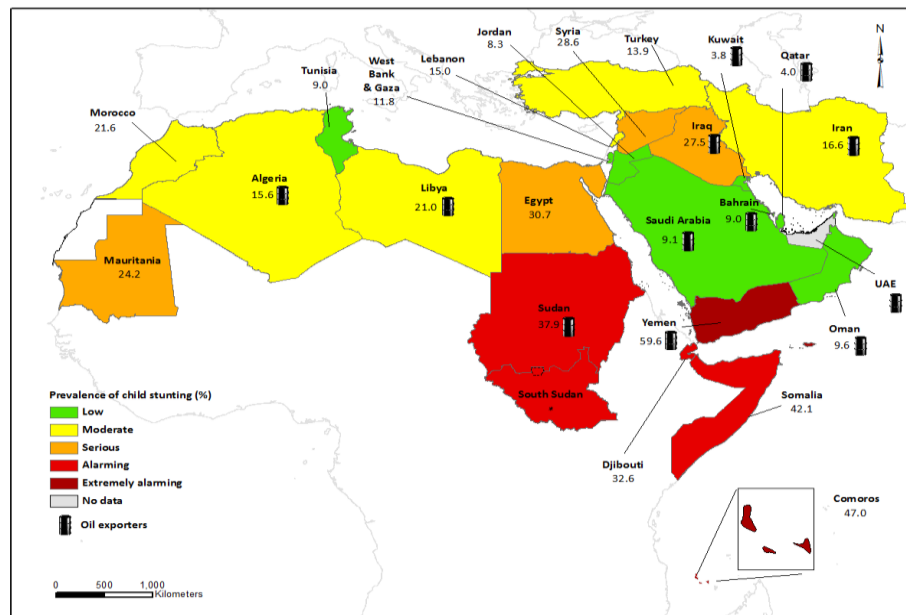 Jordan
8.3
Syria
28.6
Turkey
13.9
Kuwait
3.8
Qatar
4.0
N
West
Bank
& Gaza
11.8
Lebanon
15.0
Tunisia
9.0
Morocco
21.6
Algeria
15.6
Libya
21.0
Egypt
30.7
Iraq
27.5
Iran
16.6
Saudi Arabia
9.1
Bahrain
9.0
Mauritania
24.2
Sudan
37.9
Yemen
59.6
UAE
Oman
9.6
South Sudan
Somalia
42.1
Djibouti
32.6
Comoros
47.0
Prevalence of child stunting (%)
Low
Moderate
Serious
Alarming
Extremely alarming
No data
Oil exporters
0 500 1,000
Kilometers